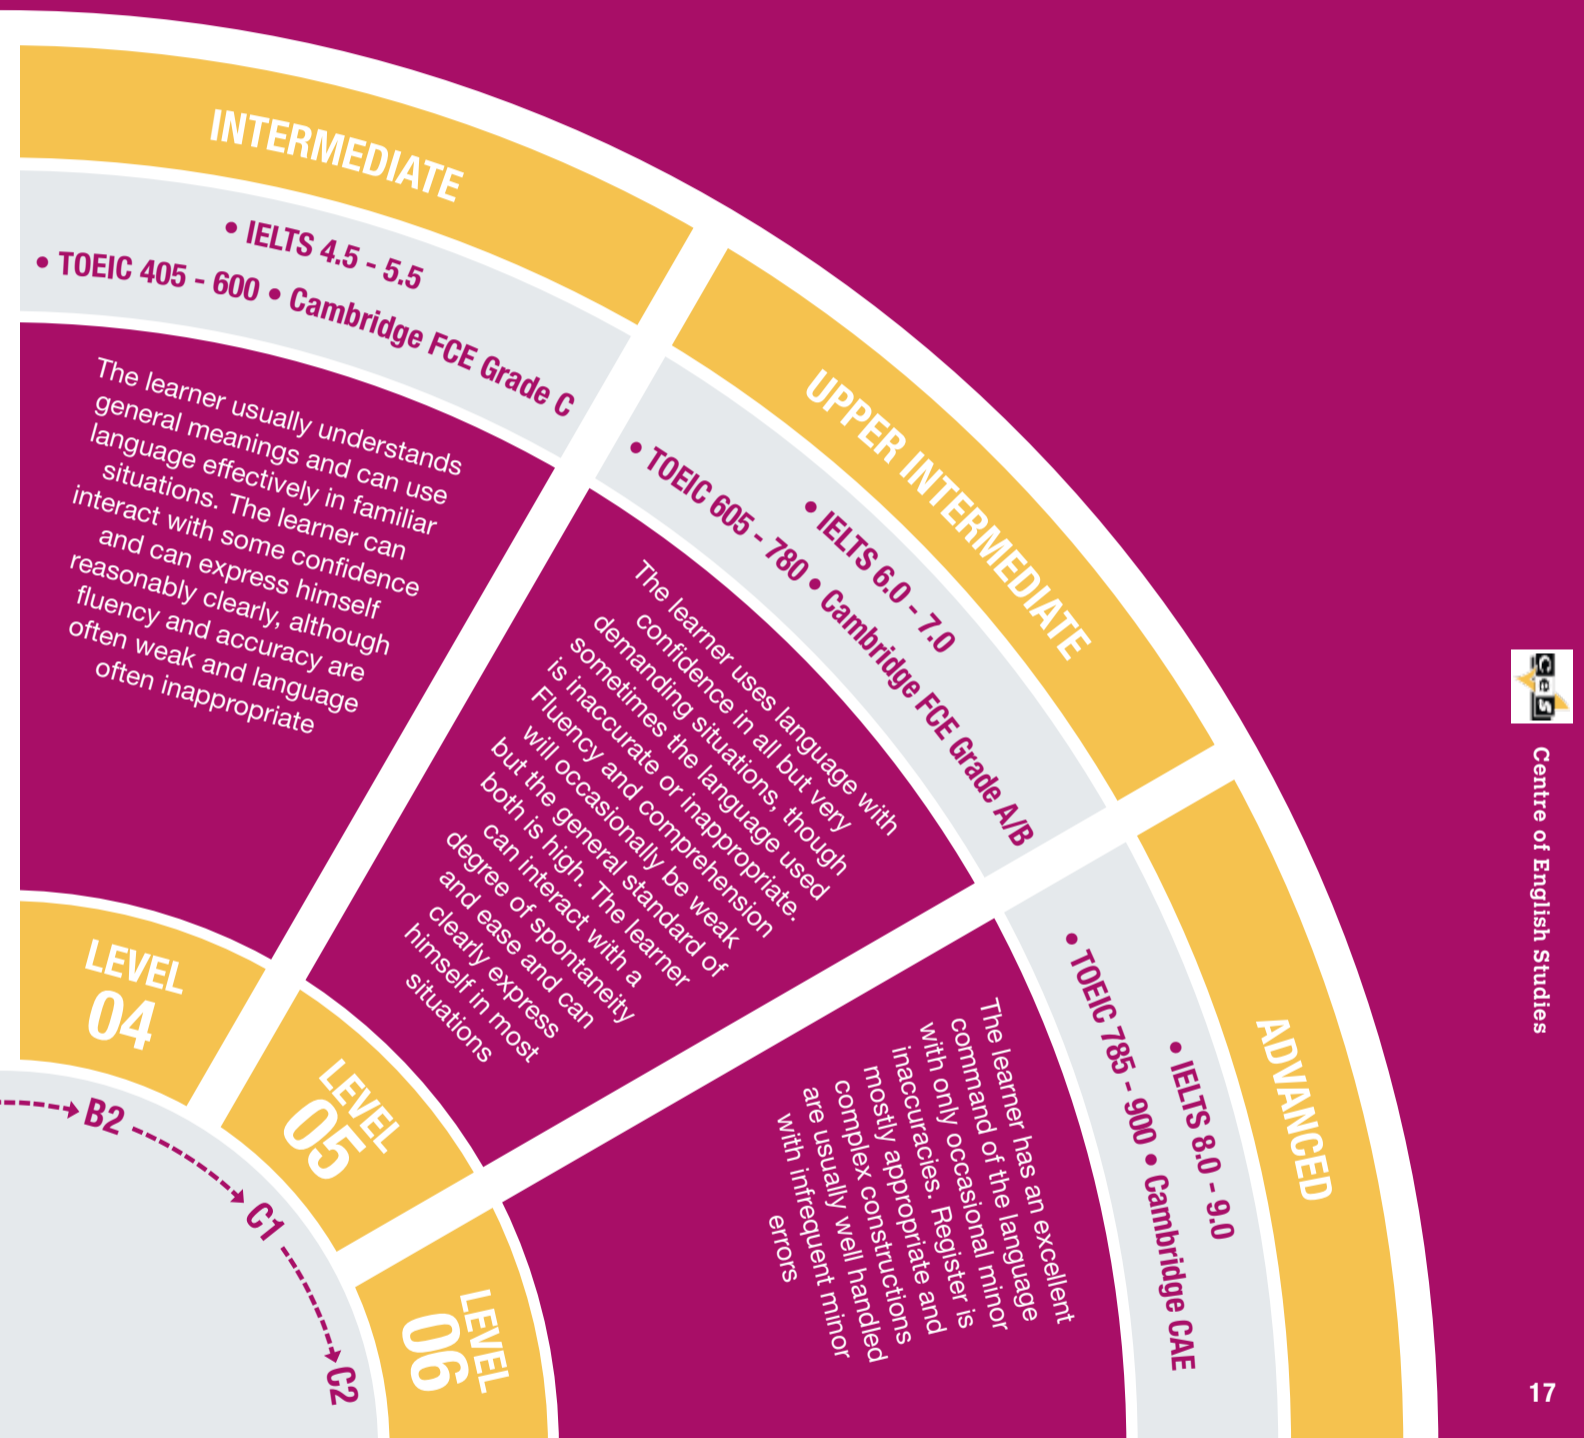 INTERMEDIATE
• IELTS 4.5 - 5.5
• TOEIC 405 - 600 • Cambridge FCE Grade C
The learner usually understands
general meanings and can use
language effectively in familiar
situations. The learner can
interact with some confidence
and can express himself
reasonably clearly, although
fluency and accuracy are
often weak and language
often inappropriate
LEVEL
04
UPPER INTERMEDIATE
• IELTS 6.0 - 7.0
• TOEIC 605 - 780 • Cambridge FCE Grade A/B
The learner uses language with
confidence in all but very
demanding situations, though
sometimes the language used
is inaccurate or inappropriate.
Fluency and comprehension
will occasionally be weak
but the general standard of
both is high. The learner
can interact with a
degree of spontaneity
and ease and can
clearly express
himself in most
situations
LEVEL
05
ADVANCED
• IELTS 8.0 - 9.0
• TOEIC 785 - 900 • Cambridge CAE
The learner has an excellent
command of the language
with only occasional minor
inaccuracies. Register is
mostly appropriate and
complex constructions
are usually well handled
with infrequent minor
errors
LEVEL
06
B2
C1
C2
CeS
Centre of English Studies
17